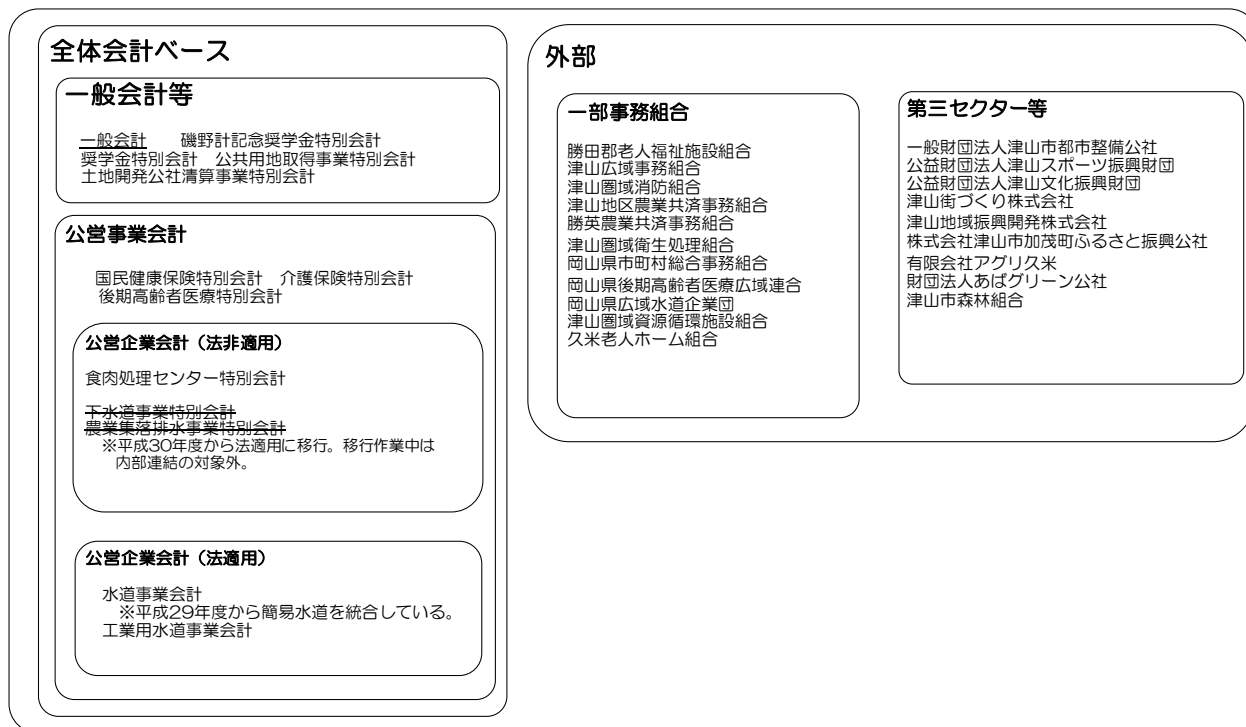 全体会計ベース
一般会計等
一般会計　　磯野計記念奨学金特別会計
奨学金特別会計　公共用地取得事業特別会計
土地開発公社清算事業特別会計
公営事業会計
国民健康保険特別会計　介護保険特別会計
後期高齢者医療特別会計
公営企業会計（法非適用）
食肉処理センター特別会計
下水道事業特別会計
農業集落排水事業特別会計
※平成30年度から法適用に移行。移行作業中は
内部連結の対象外。
公営企業会計（法適用）
水道事業会計
※平成29年度から簡易水道を統合している。
工業用水道事業会計
外部
一部事務組合
勝田郡老人福祉施設組合
津山広域事務組合
津山圏域消防組合
津山地区農業共済事務組合
勝英農業共済事務組合
津山圏域衛生処理組合
岡山県市町村総合事務組合
岡山県後期高齢者医療広域連合
岡山県広域水道企業団
津山圏域資源循環施設組合
久米老人ホーム組合
第三セクター等
一般財団法人津山市都市整備公社
公益財団法人津山スポーツ振興財団
公益財団法人津山文化振興財団
津山街づくり株式会社
津山地域振興開発株式会社
株式会社津山市加茂町ふるさと振興公社
有限会社アグリ久米
財団法人あばグリーン公社
津山市森林組合